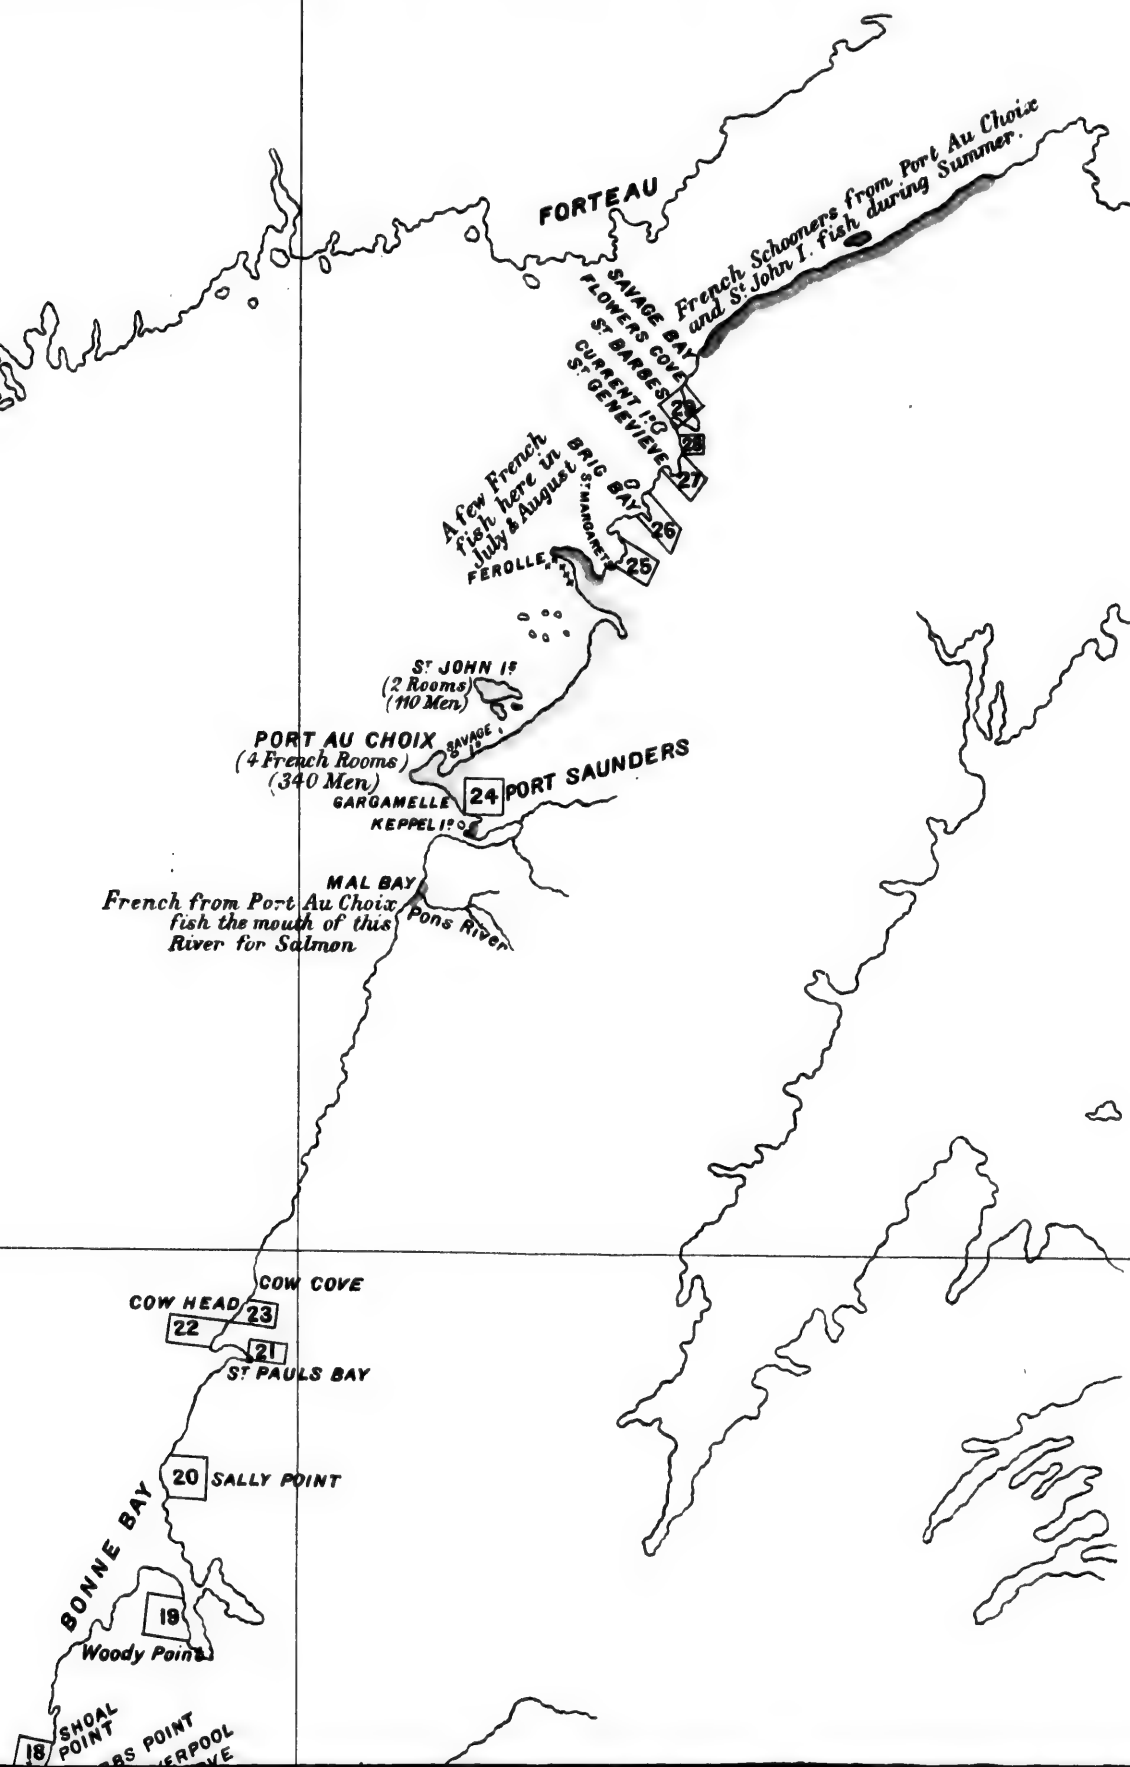 FORTEAU
French Schooners from Port Au Choix
and St John I. fish during Summer.
SAVAGE BAY
FLOWERS COVE
ST BARBES
CURRENT Id
ST GENEVIEVE
29
28
27
BRIG BAY
26
ST MARGARETS
25
A few French
fish here in
July & August
FEROLLE
ST JOHN Is
(2 Rooms)
(110 Men)
SAVAGE Id
PORT AU CHOIX
(4 French Rooms)
(340 Men)
24
PORT SAUNDERS
GARGAMELLE
KEPPEL Id
MAL BAY
French from Port Au Choix
fish the mouth of this
River for Salmon
Pons River
COW COVE
COW HEAD
23
22
21
ST PAULS BAY
20
SALLY POINT
BONNE BAY
19
Woody Point
18
SHOAL
POINT
POINT